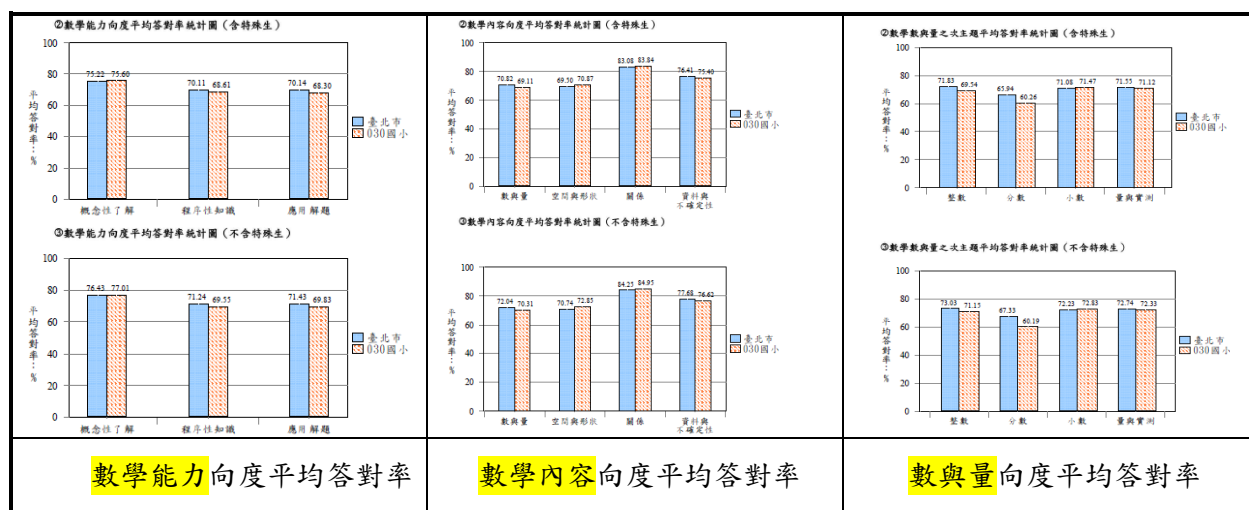 ②數學能力向度平均答對率統計圖（含特殊生）
100
80
60
40
20
0
平均答對率：%
75.22 75.60
70.11 68.61
70.14 68.30
臺北市
030國小
概念性了解 程序性知識 應用解題
③數學能力向度平均答對率統計圖（不含特殊生）
100
80
60
40
20
0
平均答對率：%
76.43 77.01
71.24 69.55
71.43 69.83
臺北市
030國小
概念性了解 程序性知識 應用解題
數學能力向度平均答對率
②數學內容向度平均答對率統計圖（含特殊生）
100
80
60
40
20
0
平均答對率：%
70.82 69.11
69.50 70.87
83.08 83.84
76.41 75.40
臺北市
030國小
數與量 空間與形狀 關係 資料與
不確定性
③數學內容向度平均答對率統計圖（不含特殊生）
100
80
60
40
20
0
平均答對率：%
72.04 70.31
70.74 72.85
84.25 84.95
77.68 76.62
臺北市
030國小
數與量 空間與形狀 關係 資料與
不確定性
數學內容向度平均答對率
②數學數與量之次主題平均答對率統計圖（含特殊生）
100
80
60
40
20
0
平均答對率：%
71.83 69.54
65.94 60.26
71.08 71.47
71.55 71.12
臺北市
030國小
整數 分數 小數 量與實測
③數學數與量之次主題平均答對率統計圖（不含特殊生）
100
80
60
40
20
0
平均答對率：%
73.03 71.15
67.33 60.19
72.23 72.83
72.74 72.33
臺北市
030國小
整數 分數 小數 量與實測
數與量向度平均答對率